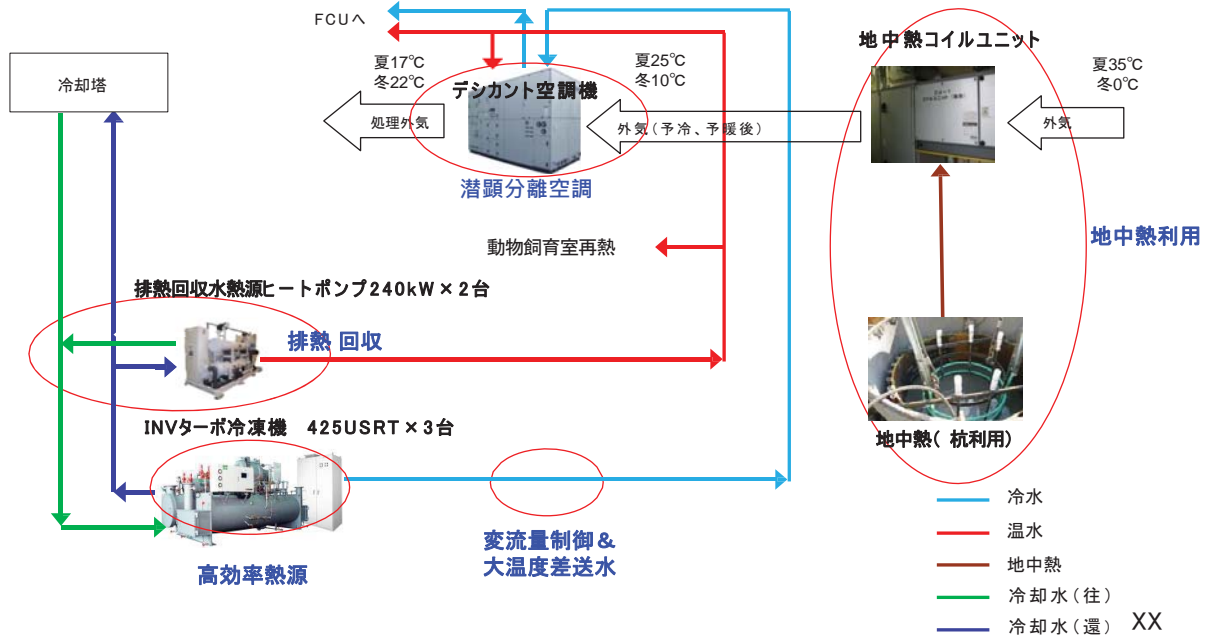 FCUへ
地中熱コイルユニット
夏17℃
冬22℃
夏25℃
冬10℃
夏35℃
冬0℃
冷却塔
デシカント空調機
処理外気
外気(予冷、予暖後)
外気
潜顕分離空調
地中熱利用
動物飼育室再熱
排熱回収水熱源ヒートポンプ240kW×2台
排熱 回収
INVターボ冷凍機 425USRT×3台
地中熱( 杭利用)
冷水
変流量制御&
大温度差送水
温水
高効率熱源
地中熱
冷却水(往)
冷却水(還)
XX